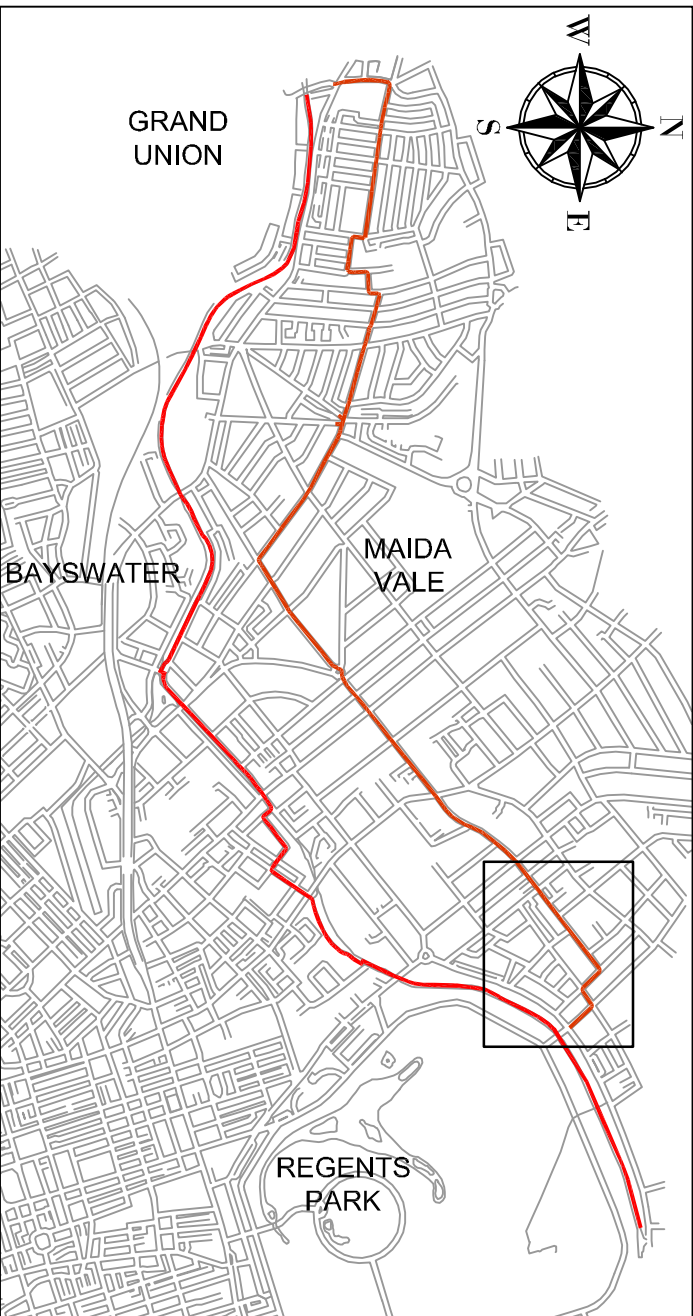 W
N
S
E
GRAND
UNION
MAIDA
VALE
BAYSWATER
REGENTS
PARK